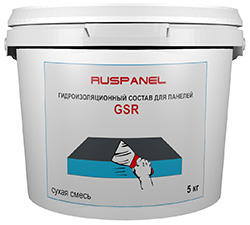 RUSPANEL
ГИДРОИЗОЛЯЦИОННЫЙ СОСТАВ ДЛЯ ПАНЕЛЕЙ
GSR
сухая смесь
5 кг